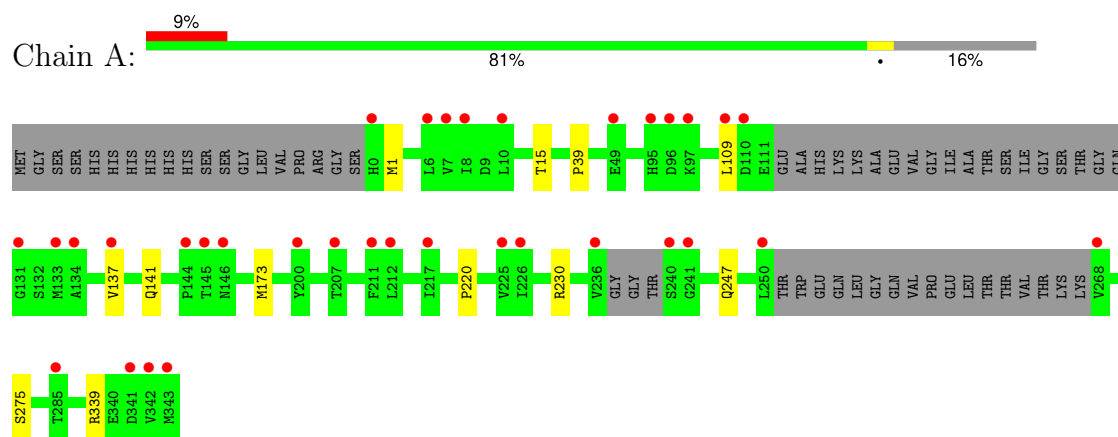 9%
Chain A:
81% • 16%
MET GLY SER SER HIS HIS HIS HIS HIS HIS SER SER GLY LEU VAL PRO ARG GLY SER H0 M1 L6 V7 I8 D9 L10 T15 P39 E49 H95 D96 K97 L109 D110 E111 GLU ALA HIS LYS LYS ALA GLU VAL GLY ILE ALA THR SER ILE GLY SER THR GLY GLN
G131 S132 M133 A134 V137 Q141 P144 T145 N146 M173 Y200 T207 F211 L212 I217 P220 V225 I226 R230 V236 GLY GLY THR S240 G241 Q247 L250 THR TRP GLU GLN LEU GLY GLN VAL PRO GLU LEU THR THR VAL THR LYS LYS V268
S275 T285 R339 E340 D341 V342 M343